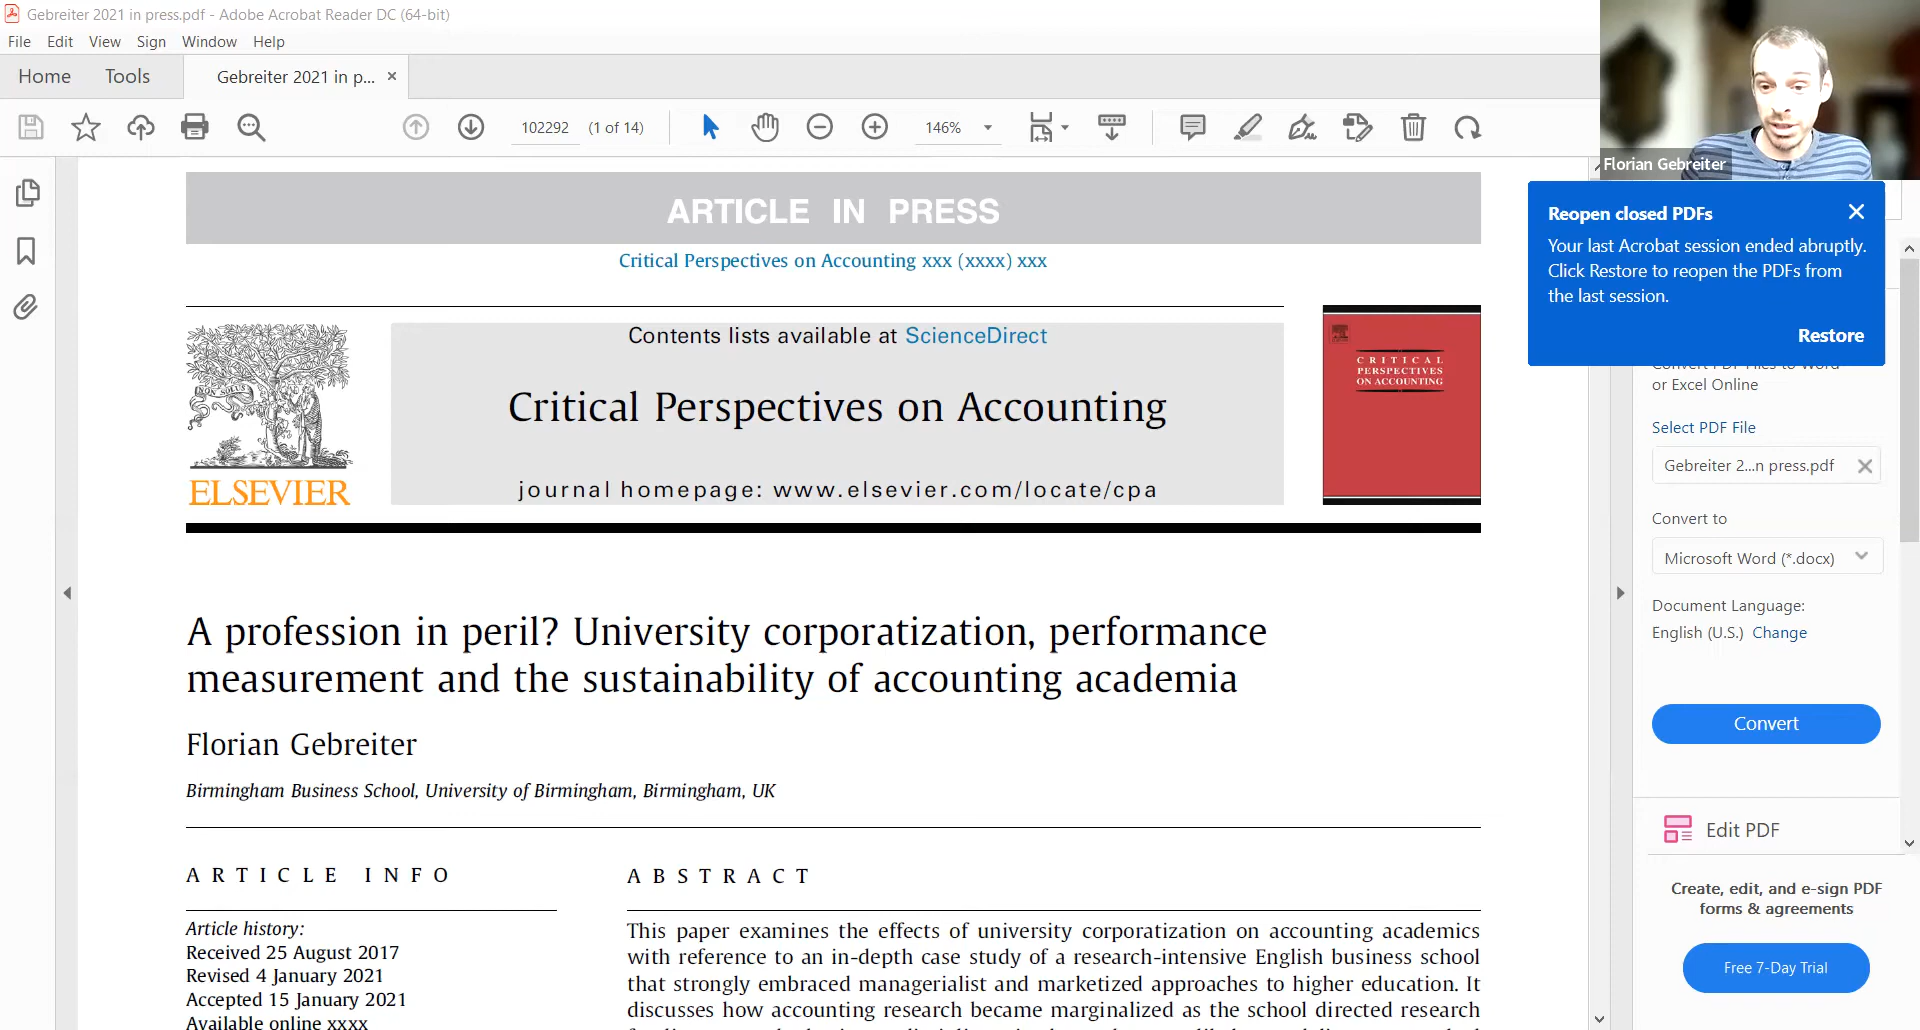 Gebreiter 2021 in press.pdf - Adobe Acrobat Reader DC (64-bit)
File Edit View Sign Window Help
Home Tools Gebreiter 2021 in p... ×
102292 (1 of 14) 146%
Florian Gebreiter
Reopen closed PDFs
Your last Acrobat session ended abruptly.
Click Restore to reopen the PDFs from
the last session.
Restore
ARTICLE IN PRESS
Critical Perspectives on Accounting xxx (xxxx) xxx
Contents lists available at ScienceDirect
Critical Perspectives on Accounting
journal homepage: www.elsevier.com/locate/cpa
NON SOLUS
ELSEVIER
CRITICAL
PERSPECTIVES
ON ACCOUNTING
A profession in peril? University corporatization, performance
measurement and the sustainability of accounting academia
Florian Gebreiter
Birmingham Business School, University of Birmingham, Birmingham, UK
ARTICLE INFO
Article history:
Received 25 August 2017
Revised 4 January 2021
Accepted 15 January 2021
Available online xxxx
ABSTRACT
This paper examines the effects of university corporatization on accounting academics
with reference to an in-depth case study of a research-intensive English business school
that strongly embraced managerialist and marketized approaches to higher education. It
discusses how accounting research became marginalized as the school directed research
Convert PDF Files to Word
or Excel Online
Select PDF File
Gebreiter 2...n press.pdf
Convert to
Microsoft Word (*.docx)
Document Language:
English (U.S.) Change
Convert
Edit PDF
Create, edit, and e-sign PDF
forms & agreements
Free 7-Day Trial